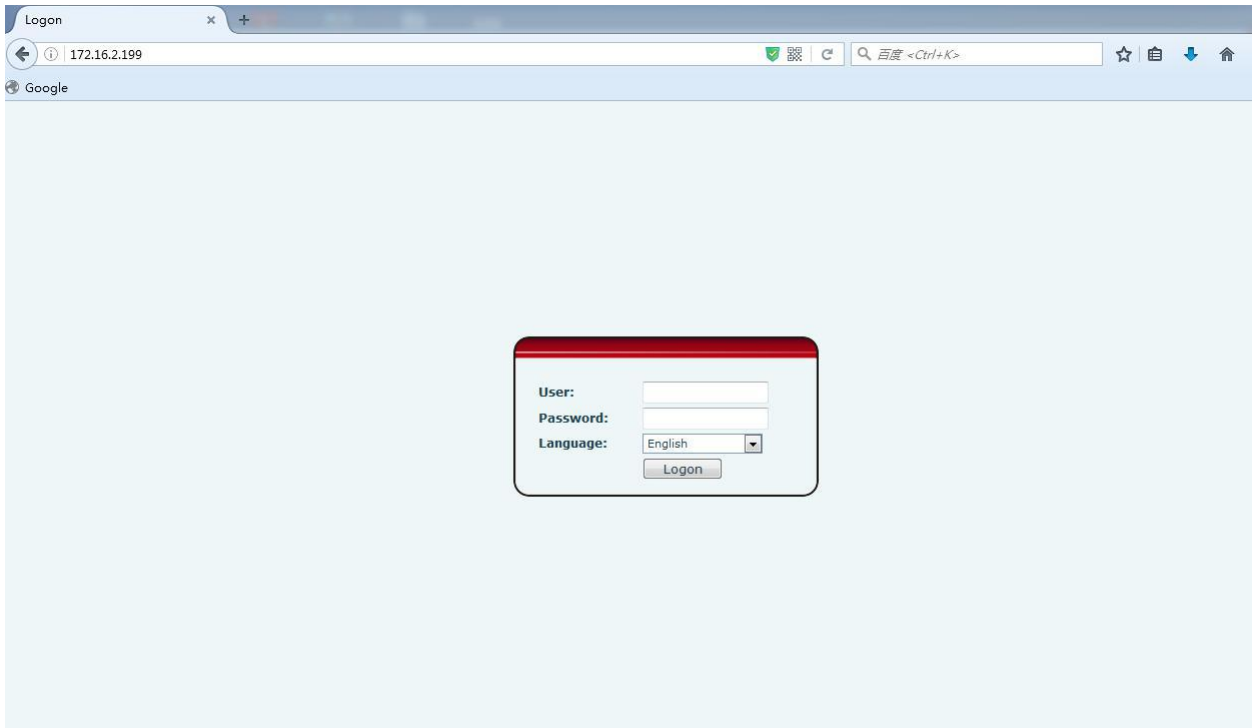 Logon
172.16.2.199
百度 <Ctrl+K>
Google
User:
Password:
Language: English
Logon